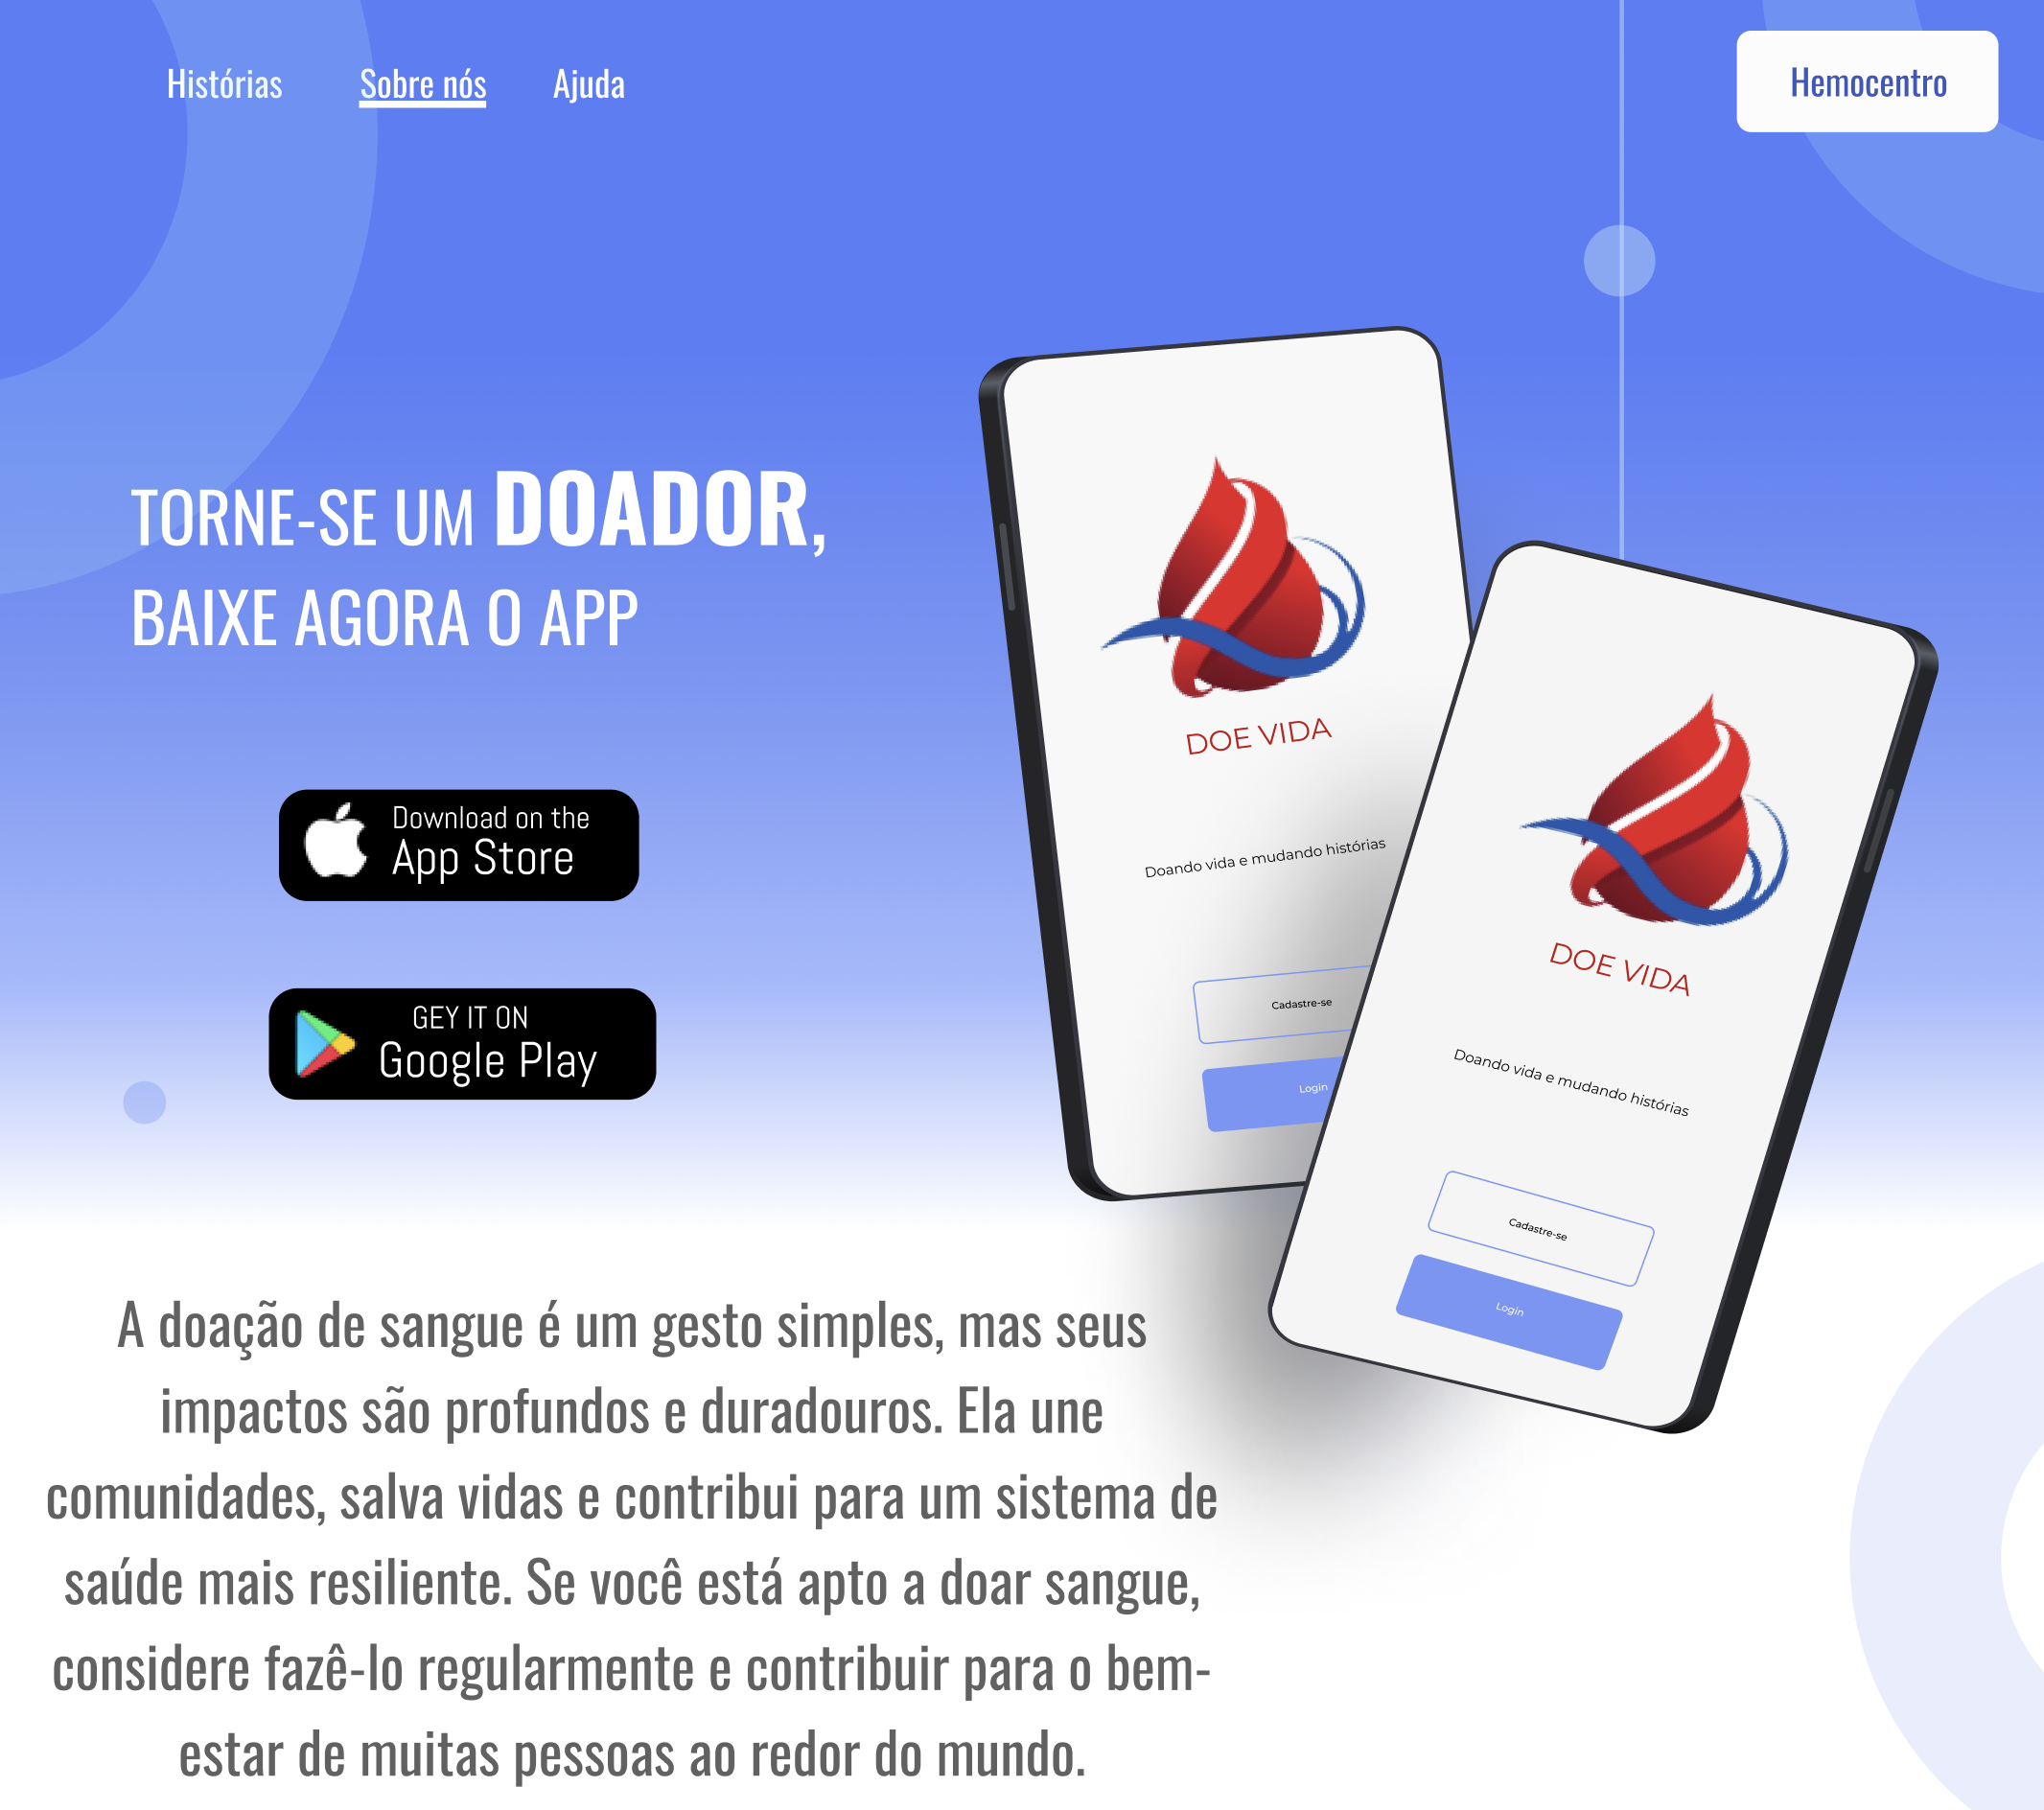 Histórias
Sobre nós
Ajuda
Hemocentro
TORNE-SE UM DOADOR,
BAIXE AGORA O APP
Download on the
App Store
GEY IT ON
Google Play
DOE VIDA
Doando vida e mudando histórias
Cadastre-se
Login
DOE VIDA
Doando vida e mudando histórias
Cadastre-se
Login
A doação de sangue é um gesto simples, mas seus
impactos são profundos e duradouros. Ela une
comunidades, salva vidas e contribui para um sistema de
saúde mais resiliente. Se você está apto a doar sangue,
considere fazê-lo regularmente e contribuir para o bem-
estar de muitas pessoas ao redor do mundo.